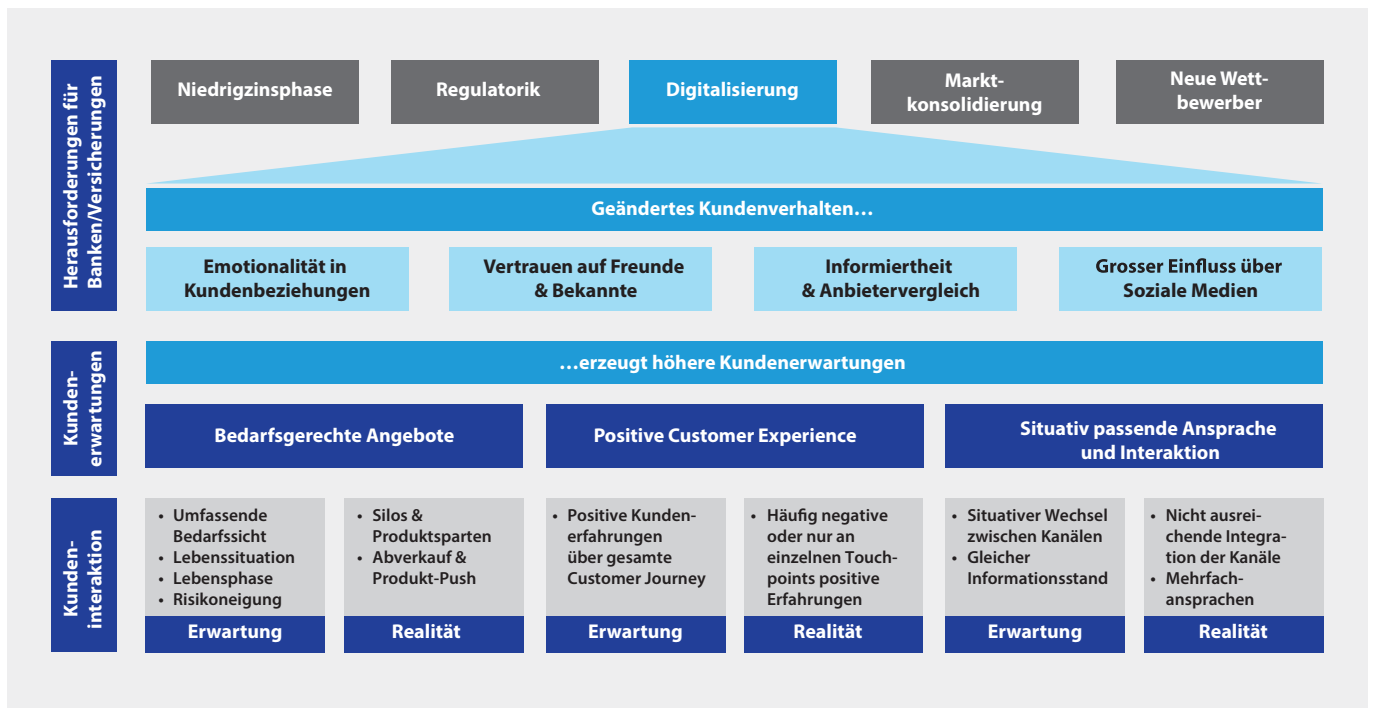 Herausforderungen für
Banken/Versicherungen
Niedrigzinsphase
Regulatorik
Digitalisierung
Markt-
konsolidierung
Neue Wett-
bewerber
Geändertes Kundenverhalten…
Emotionalität in
Kundenbeziehungen
Vertrauen auf Freunde
& Bekannte
Informiertheit
& Anbietervergleich
Grosser Einfluss über
Soziale Medien
Kunden-
erwartungen
…erzeugt höhere Kundenerwartungen
Bedarfsgerechte Angebote
Positive Customer Experience
Situativ passende Ansprache
und Interaktion
Kunden-
interaktion
• Umfassende
Bedarfssicht
• Lebenssituation
• Lebensphase
• Risikoneigung
Erwartung
• Silos &
Produktsparten
• Abverkauf &
Produkt-Push
Realität
• Positive Kunden-
erfahrungen
über gesamte
Customer Journey
Erwartung
• Häufig negative
oder nur an
einzelnen Touch-
points positive
Erfahrungen
Realität
• Situativer Wechsel
zwischen Kanälen
• Gleicher
Informationsstand
Erwartung
• Nicht ausrei-
chende Integra-
tion der Kanäle
• Mehrfach-
ansprachen
Realität